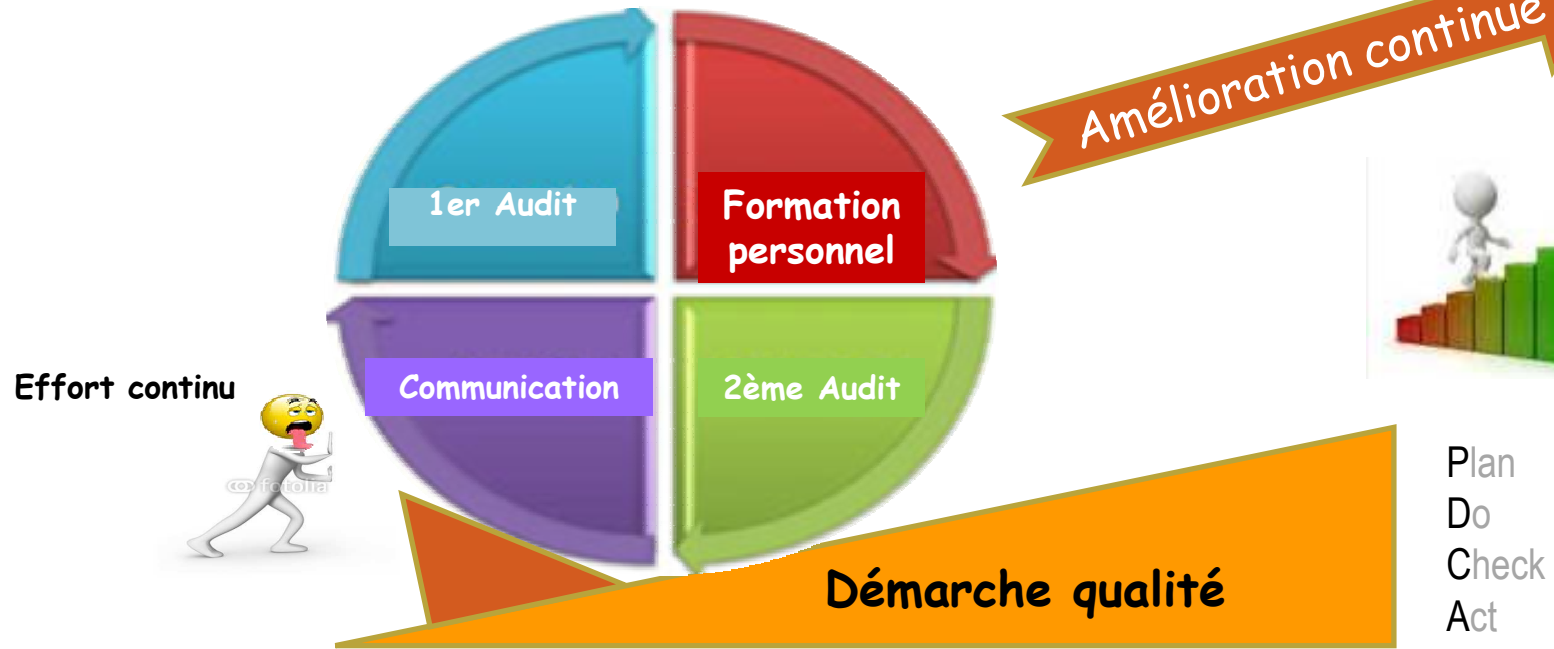 Amélioration continue
1er Audit
Formation
personnel
Effort continu
Communication
2ème Audit
fotolia
Démarche qualité
Plan
Do
Check
Act